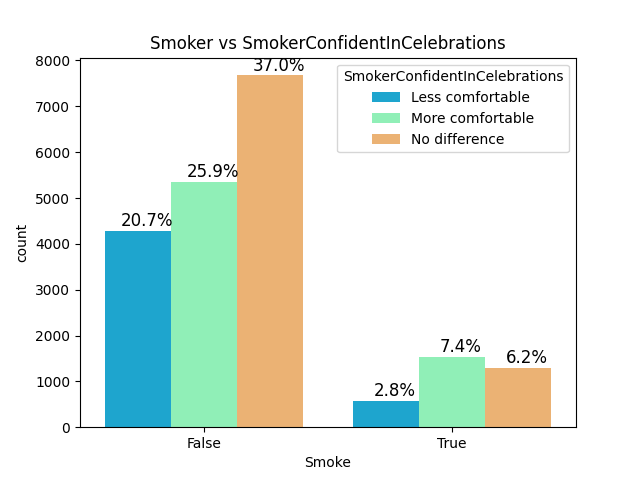 Smoker vs SmokerConfidentInCelebrations
8000
7000
6000
5000
4000
3000
2000
1000
0
count
20.7%
25.9%
37.0%
2.8%
7.4%
6.2%
SmokerConfidentInCelebrations
Less comfortable
More comfortable
No difference
False
True
Smoke